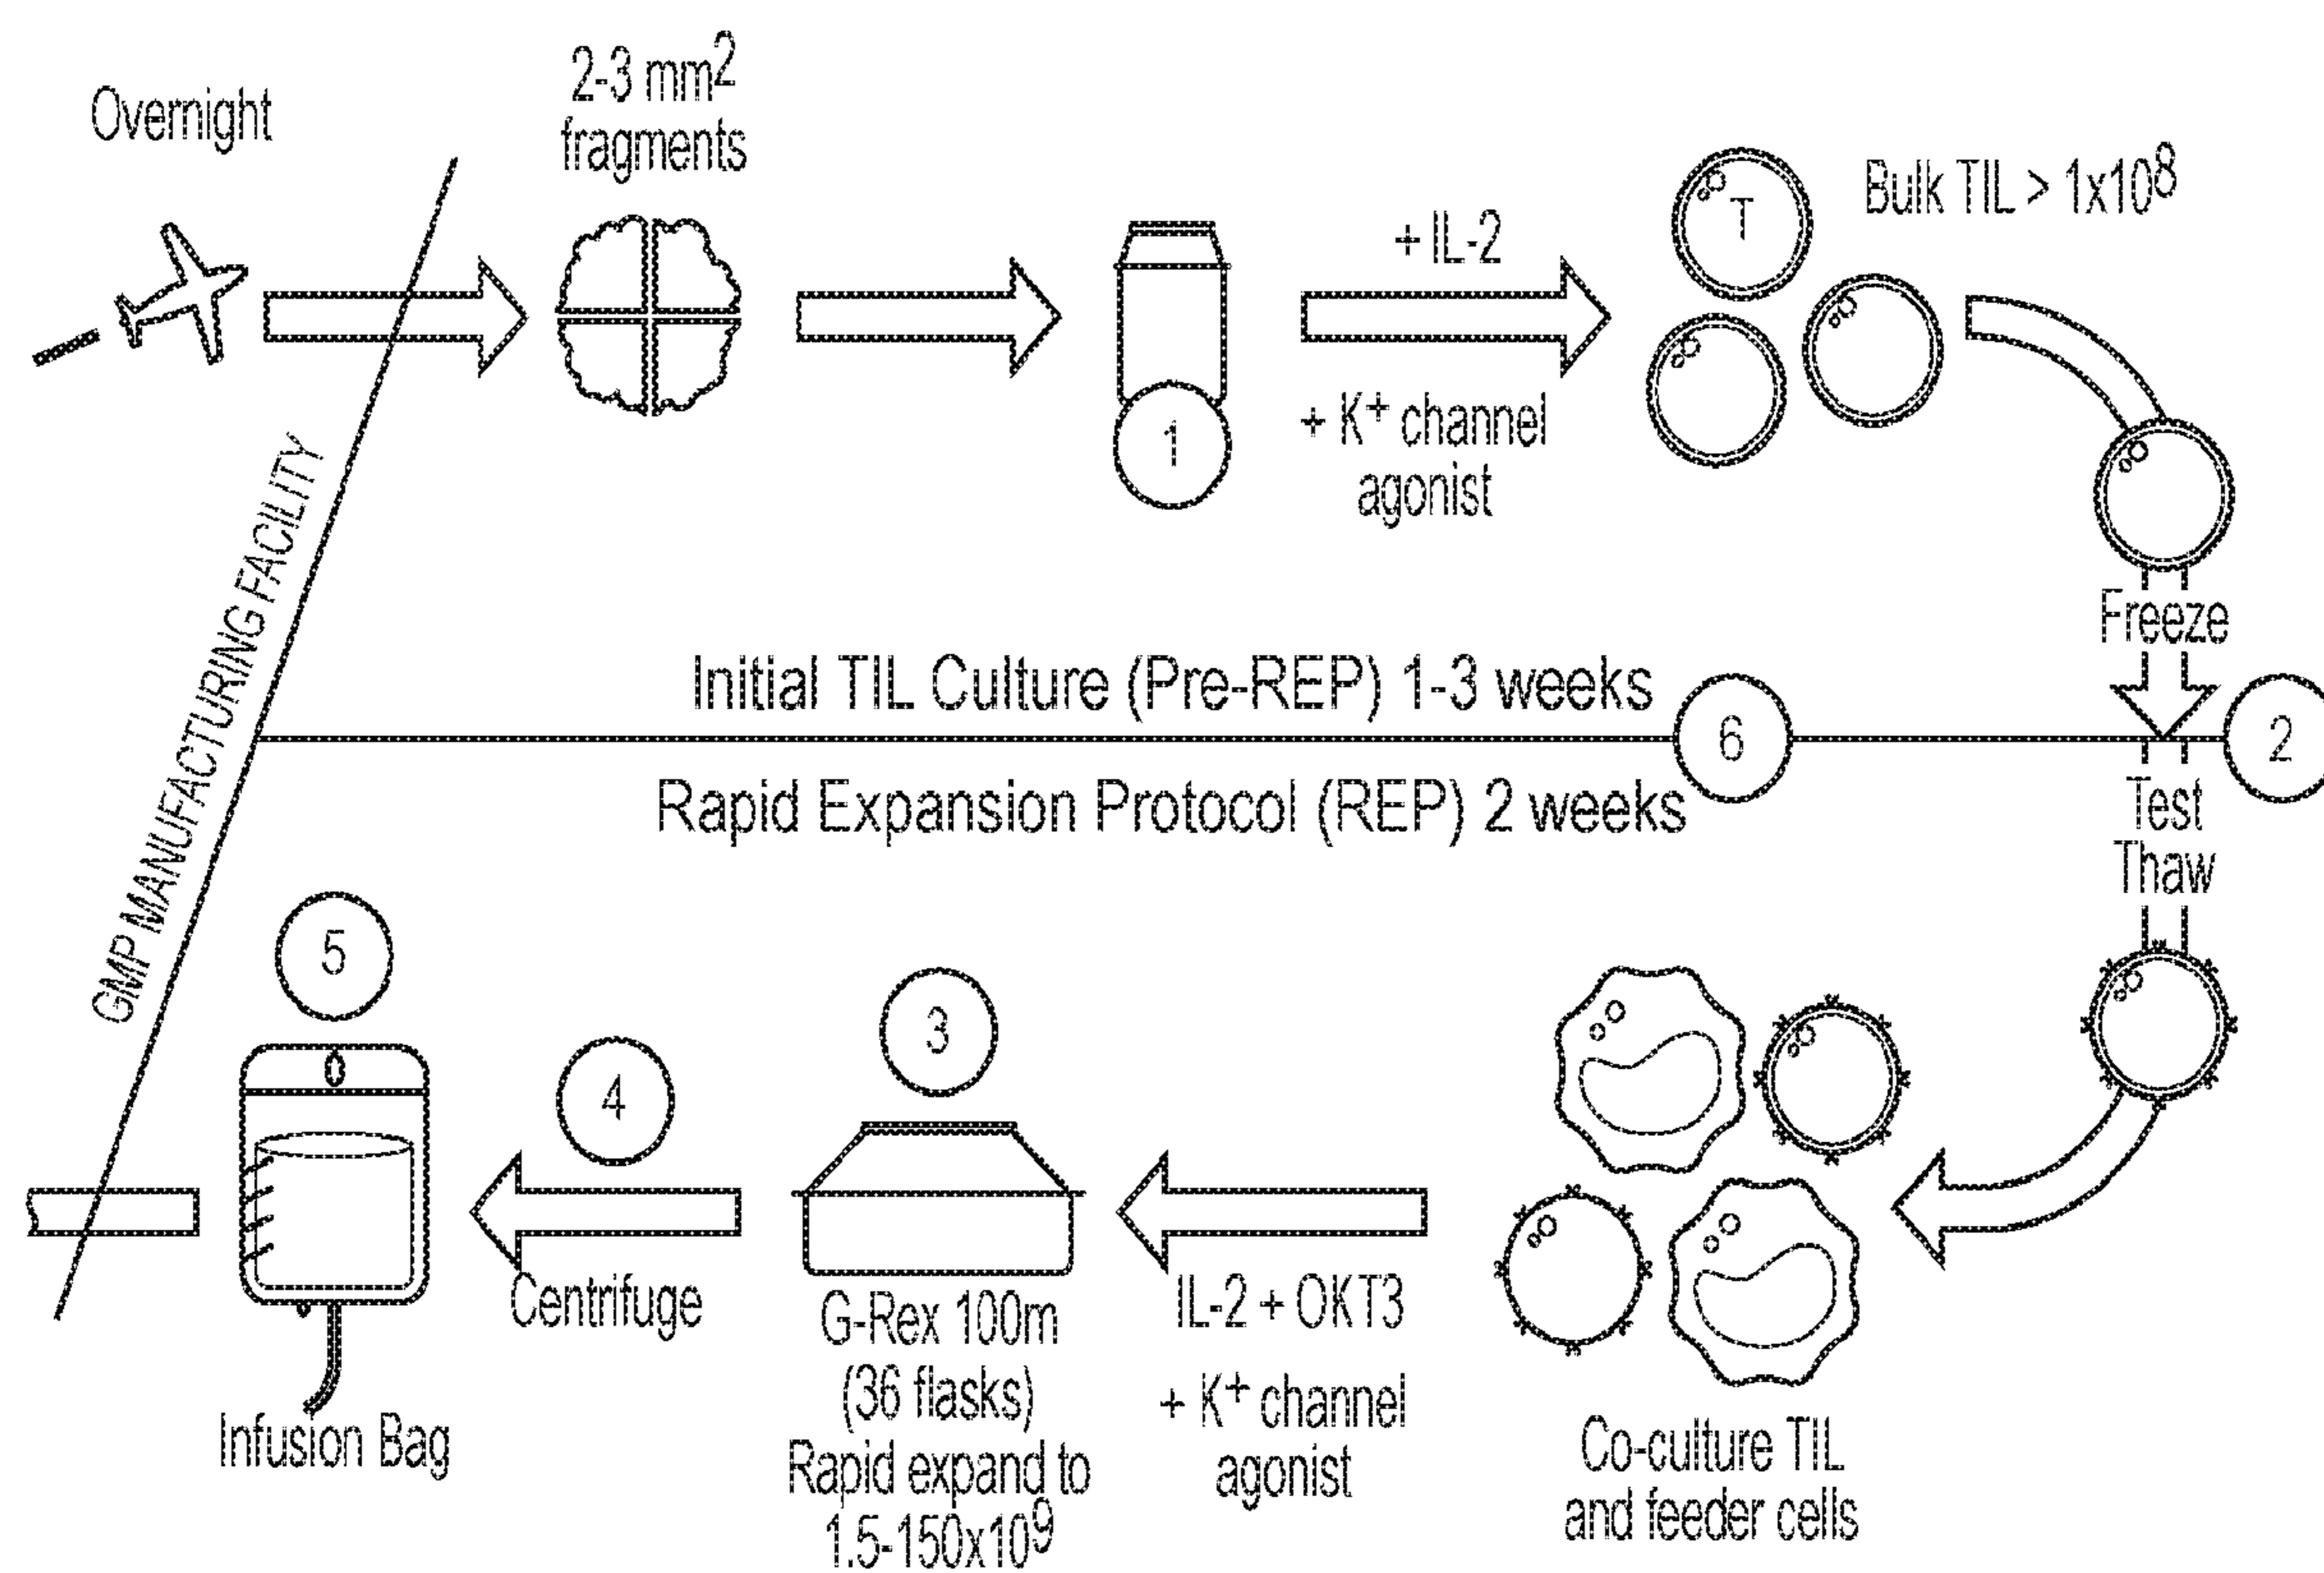 Overnight
2-3 mm2
fragments
+ IL-2
+ K+ channel
agonist
1
T
Bulk TIL > 1x10⁸
Freeze
GMP MANUFACTURING FACILITY
Initial TIL Culture (Pre-REP) 1-3 weeks
6
2
Rapid Expansion Protocol (REP) 2 weeks
Test
Thaw
5
4
3
Centrifuge
Infusion Bag
G-Rex 100m
(36 flasks)
Rapid expand to
1.5-150x10⁹
IL-2 + OKT3
+ K+ channel
agonist
Co-culture TIL
and feeder cells